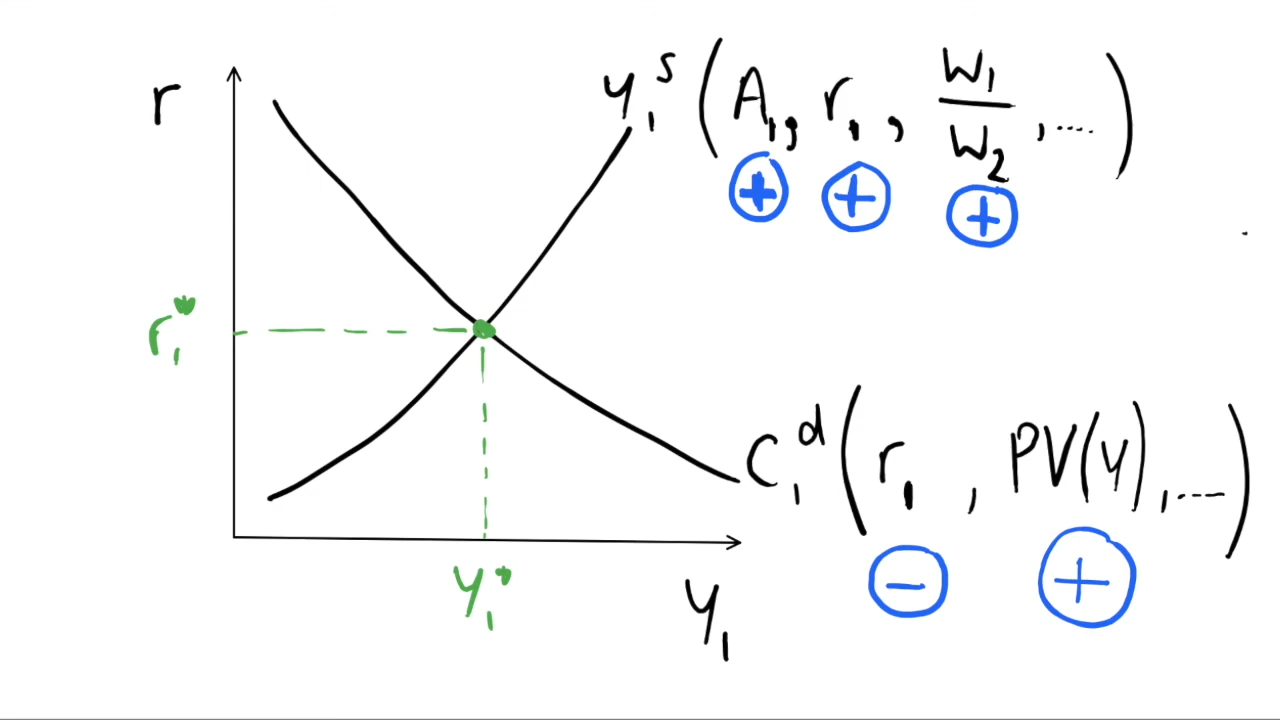 r
y₁ˢ (A₁, r₁, W₁/W₂, ....)
⊕ ⊕ ⊕
r₁*
C₁ᵈ (r₁, PV(y), ....)
⊖ ⊕
y₁*
y₁